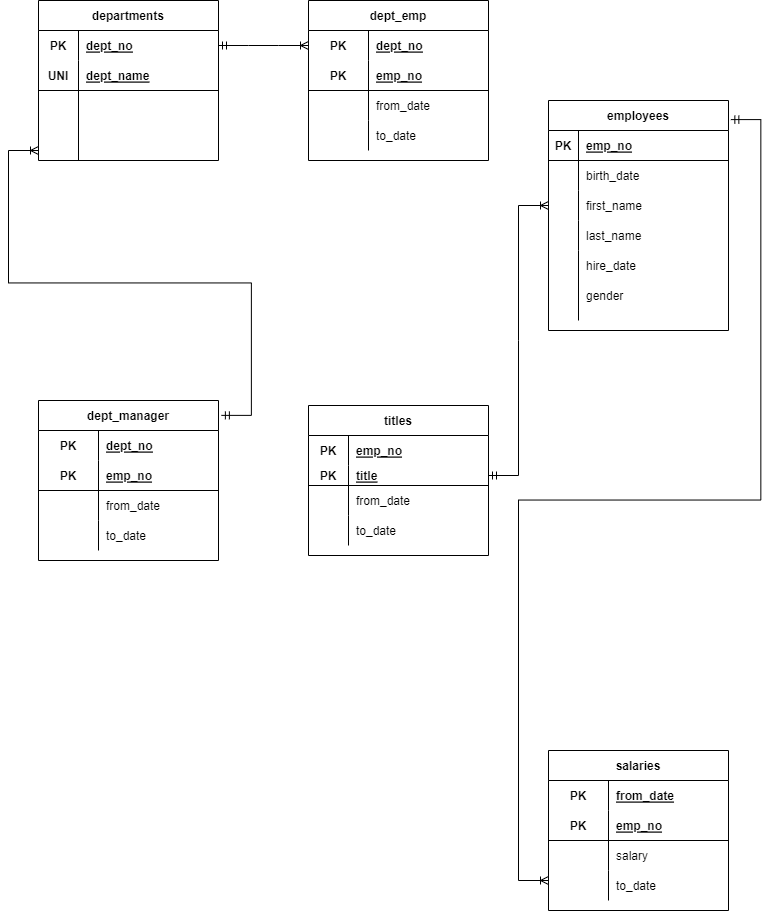 departments
PK dept_no
UNI dept_name
dept_emp
PK dept_no
PK emp_no
from_date
to_date
employees
PK emp_no
birth_date
first_name
last_name
hire_date
gender
dept_manager
PK dept_no
PK emp_no
from_date
to_date
titles
PK emp_no
PK title
from_date
to_date
salaries
PK from_date
PK emp_no
salary
to_date